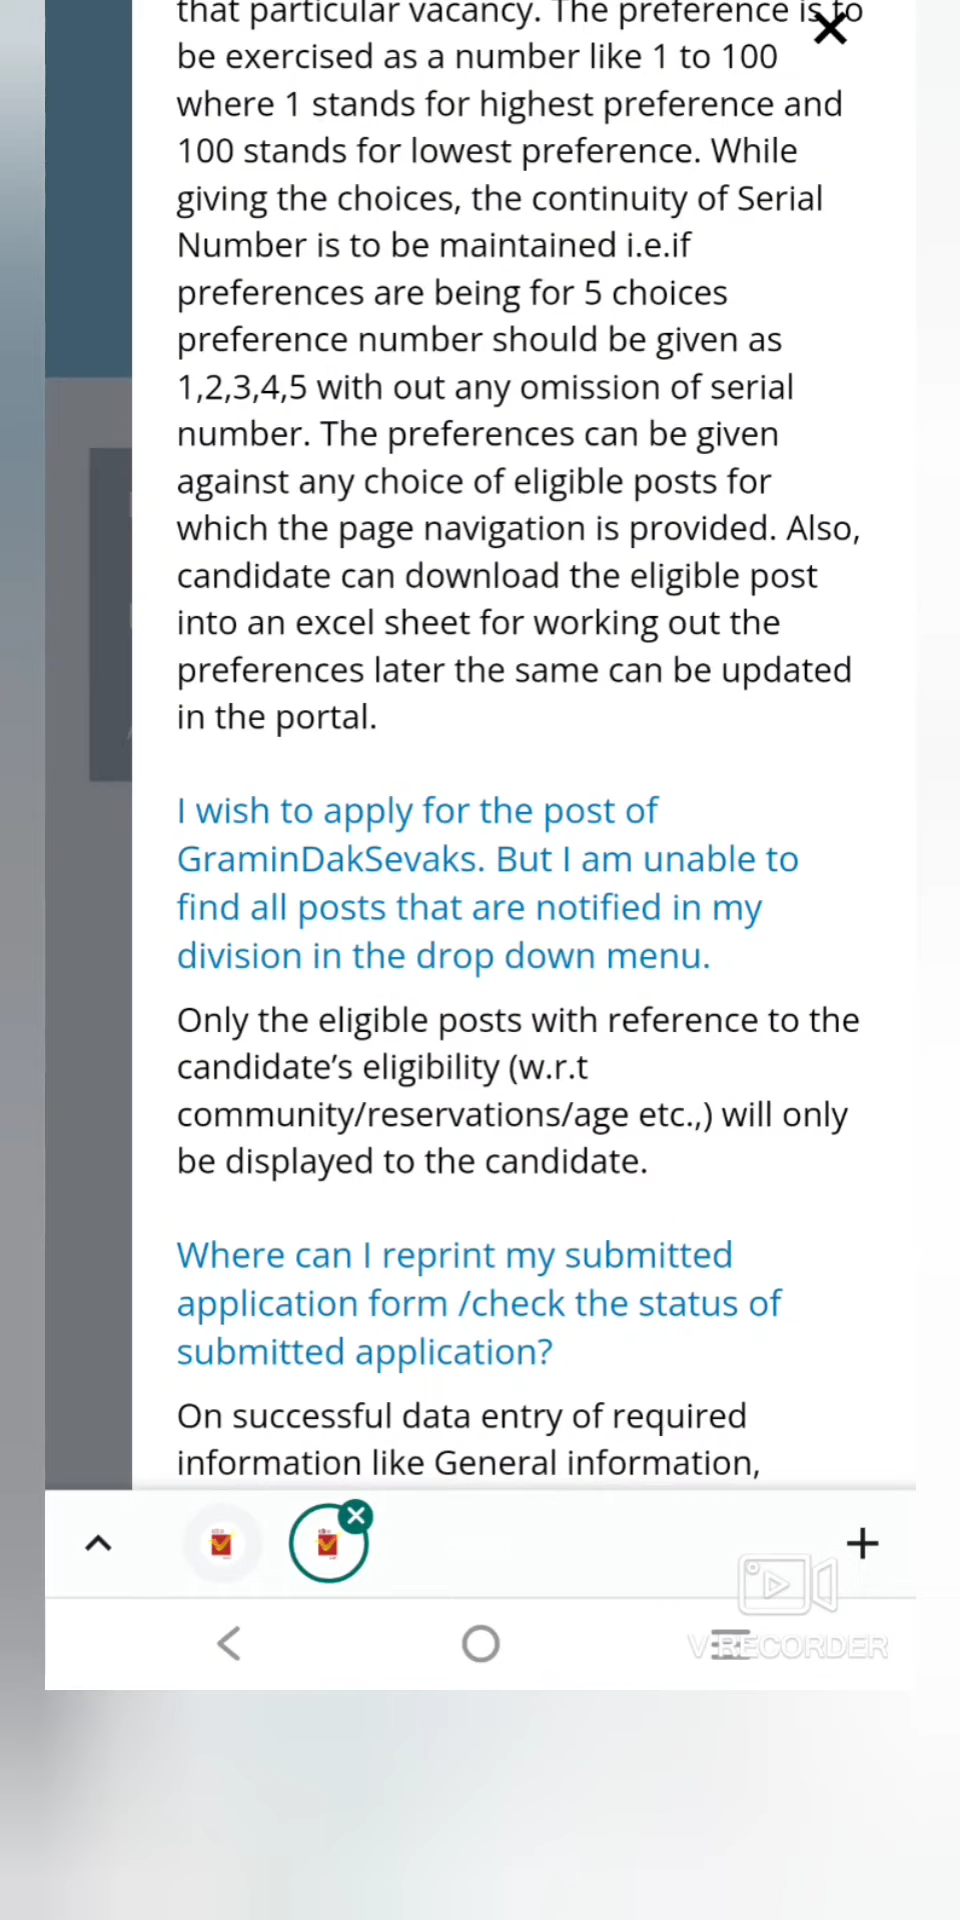 that particular vacancy. The preference is to
be exercised as a number like 1 to 100
where 1 stands for highest preference and
100 stands for lowest preference. While
giving the choices, the continuity of Serial
Number is to be maintained i.e.if
preferences are being for 5 choices
preference number should be given as
1,2,3,4,5 with out any omission of serial
number. The preferences can be given
against any choice of eligible posts for
which the page navigation is provided. Also,
candidate can download the eligible post
into an excel sheet for working out the
preferences later the same can be updated
in the portal.
I wish to apply for the post of
GraminDakSevaks. But I am unable to
find all posts that are notified in my
division in the drop down menu.
Only the eligible posts with reference to the
candidate’s eligibility (w.r.t
community/reservations/age etc.,) will only
be displayed to the candidate.
Where can I reprint my submitted
application form /check the status of
submitted application?
On successful data entry of required
information like General information,
V RECORDER